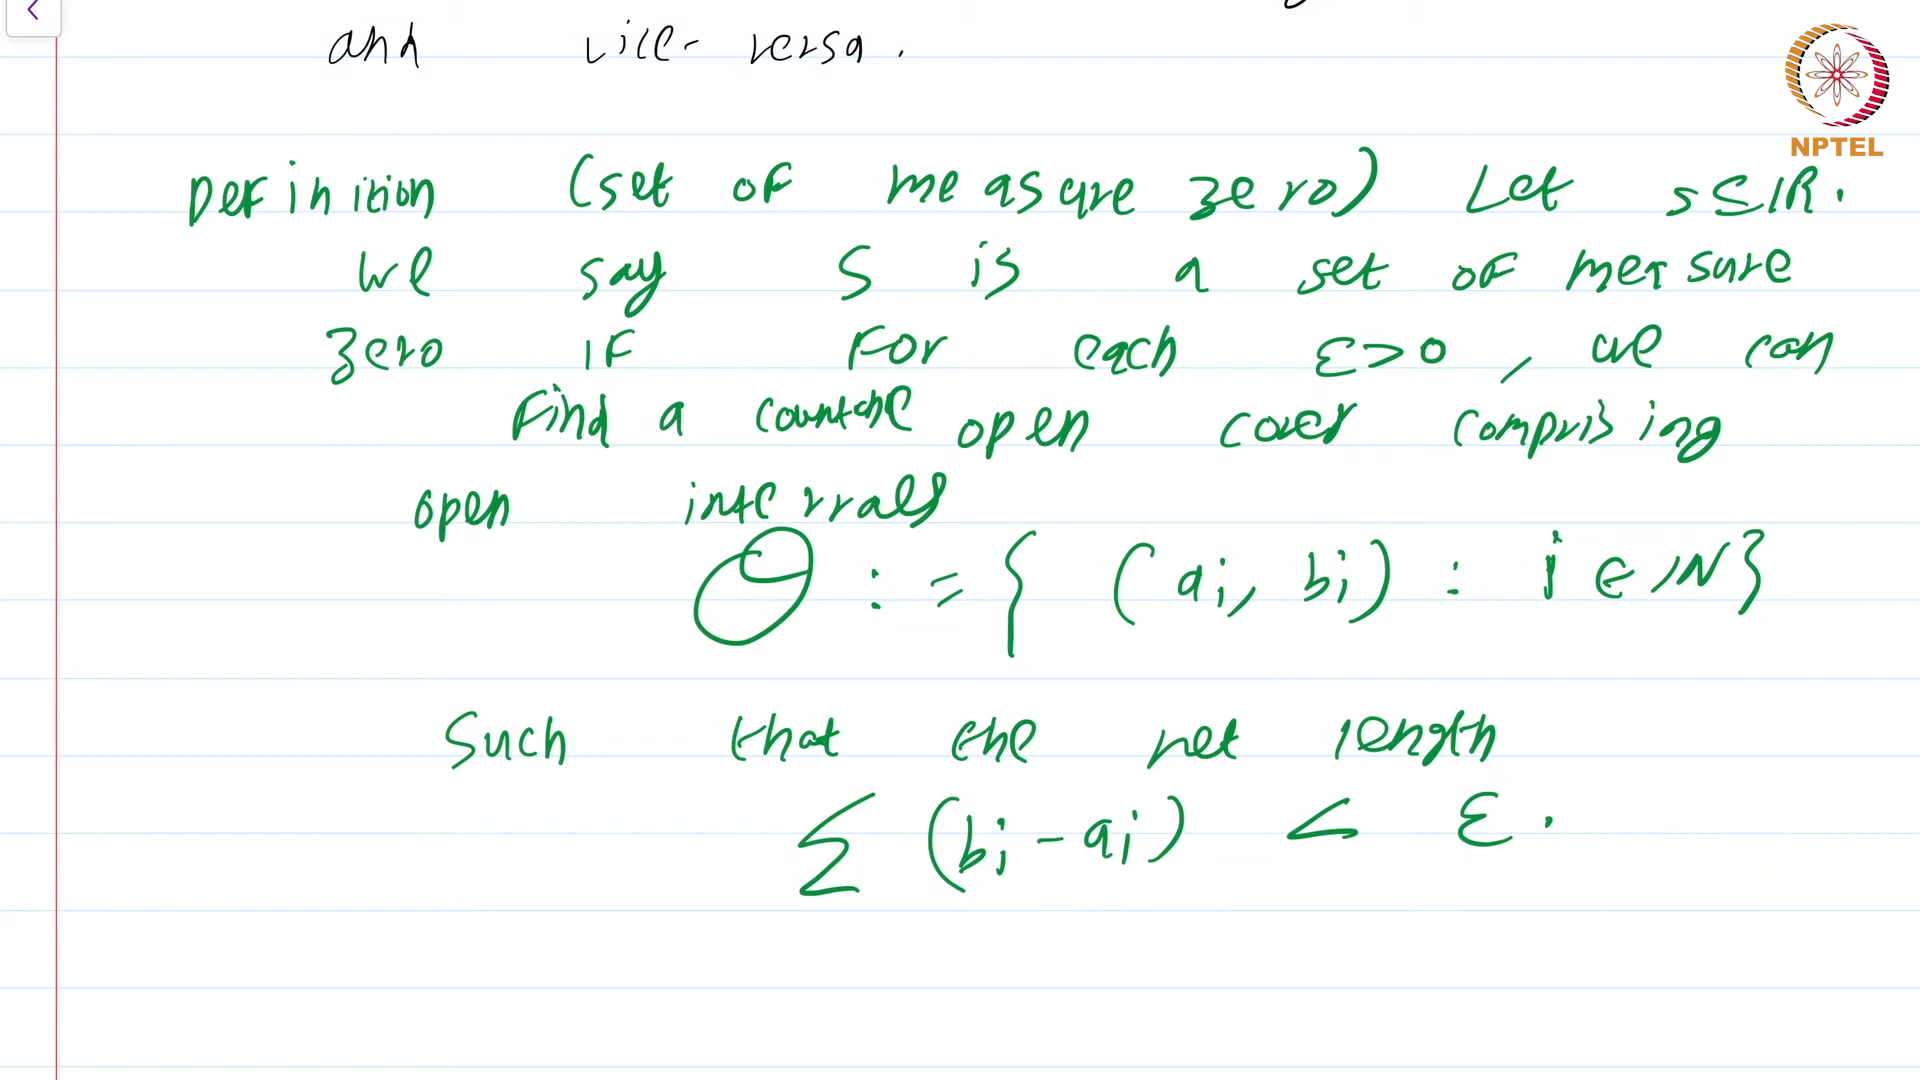 and vice-versa.
NPTEL
Definition (set of measure zero) Let S ⊆ ℝ.
we say S is a set of measure
zero if for each ε > 0, we can
find a countable open cover comprising
open intervals
𝒪 := { (aᵢ, bᵢ) : i ∈ ℕ }
Such that the net length
∑ (bᵢ - aᵢ) < ε.